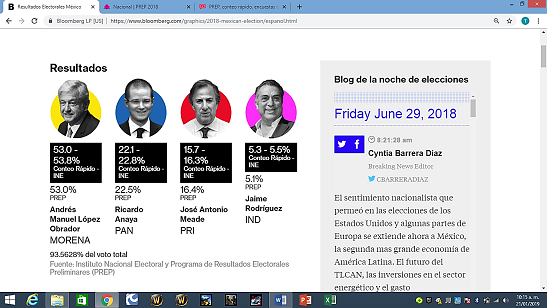 Resultados Electorales México
Nacional | PREP 2018
PREP, conteo rápido, encuestas
Bloomberg LP [US] | https://www.bloomberg.com/graphics/2018-mexican-election/espanol.html
Resultados
53.0 -
53.8%
Conteo Rápido -
INE
53.0%
PREP
Andrés
Manuel López
Obrador
MORENA
22.1 -
22.8%
Conteo Rápido -
INE
22.5%
PREP
Ricardo
Anaya
PAN
15.7 -
16.3%
Conteo Rápido -
INE
16.4%
PREP
José Antonio
Meade
PRI
5.3 - 5.5%
Conteo Rápido -
INE
5.1%
PREP
Jaime
Rodríguez
IND
93.5628% del voto total
Fuente: Instituto Nacional Electoral y Programa de Resultados Electorales
Preliminares (PREP)
Blog de la noche de elecciones
Friday June 29, 2018
8:21:28 am
Cyntia Barrera Diaz
Breaking News Editor
CBARRERADIAZ
El sentimiento nacionalista que
permeó en las elecciones de los
Estados Unidos y algunas partes de
Europa se extiende ahora a México,
la segunda mas grande economía de
América Latina. El futuro del
TLCAN, las inversiones en el sector
energético y el gasto
10:15 a.m.
21/01/2019